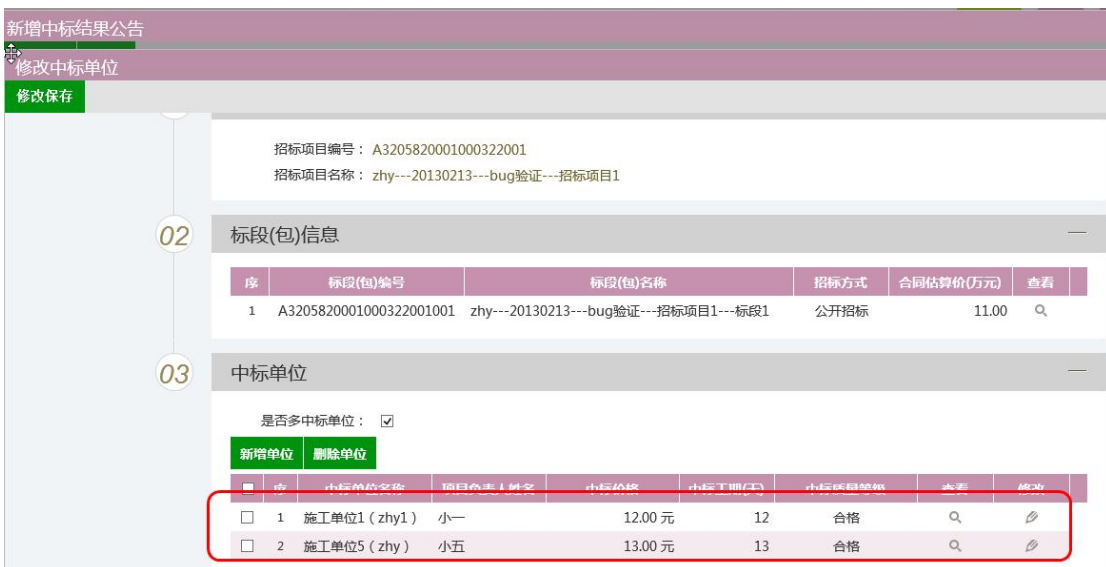 新增中标结果公告
修改中标单位
修改保存
招标项目编号： A3205820001000322001
招标项目名称： zhy---20130213---bug验证---招标项目1
02 标段(包)信息
序 标段(包)编号 标段(包)名称 招标方式 合同估算价(万元) 查看
1 A3205820001000322001001 zhy---20130213---bug验证---招标项目1---标段1 公开招标 11.00
03 中标单位
是否多中标单位：
新增单位 删除单位
序 中标单位名称 项目负责人姓名 中标价格 中标工期(天) 中标质量等级 查看 修改
1 施工单位1（zhy1） 小一 12.00 元 12 合格
2 施工单位5（zhy） 小五 13.00 元 13 合格